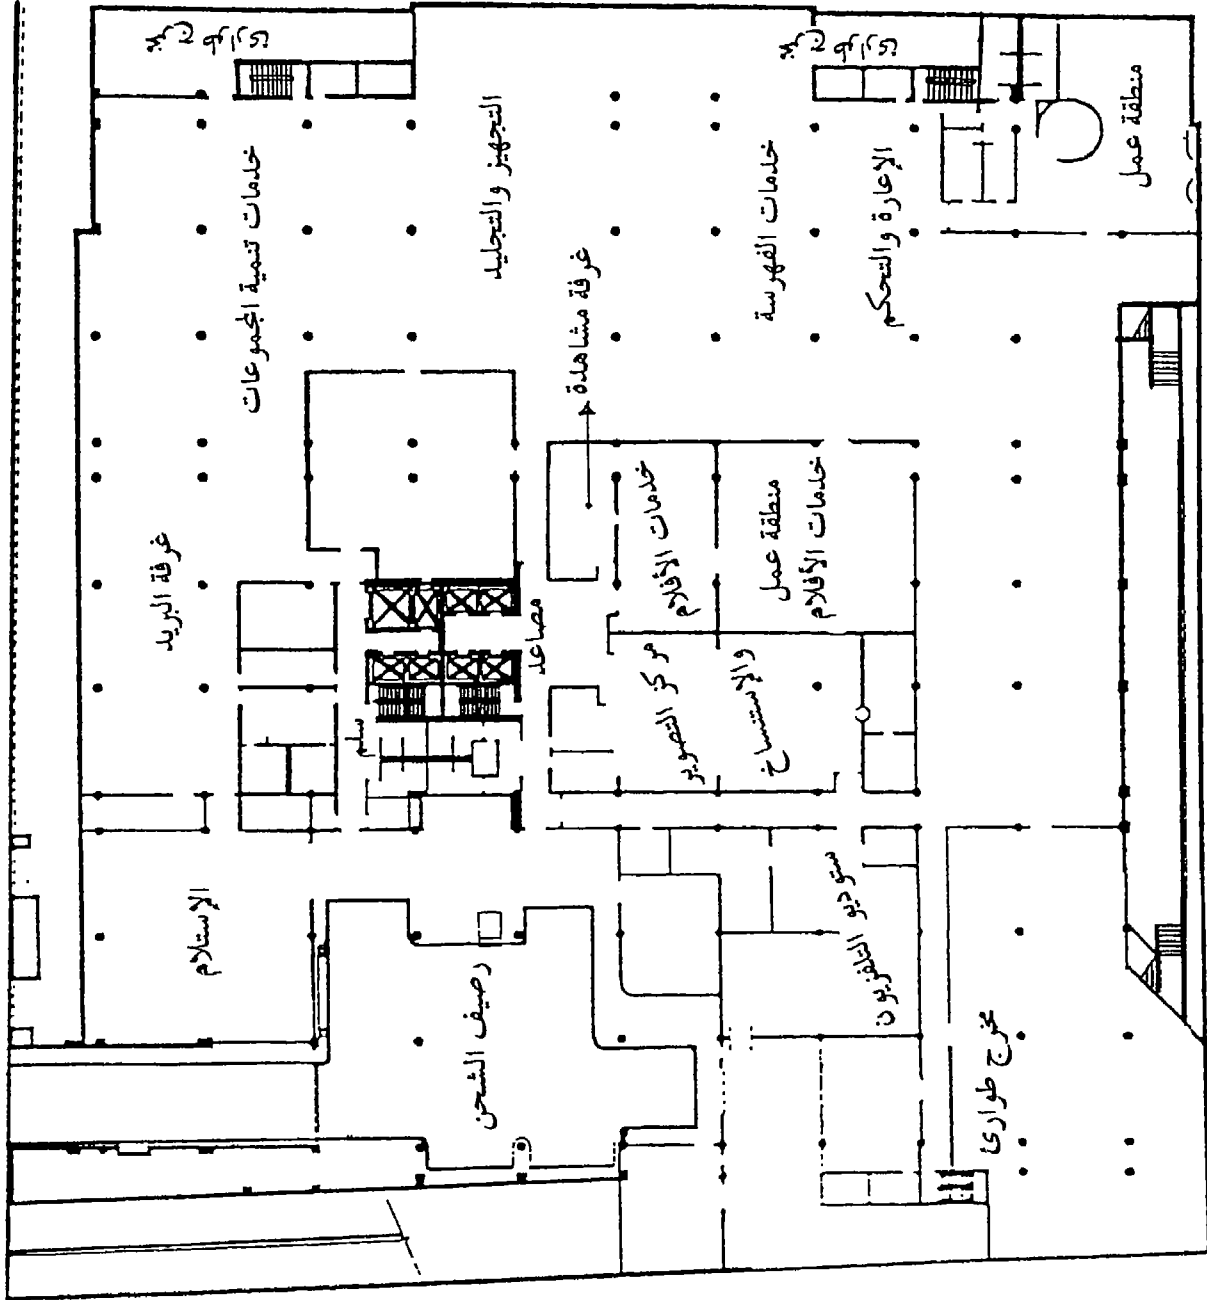 خدمات تنمية المجموعات
التجهيز والتجليد
خدمات الفهرسة
الإعارة والتحكم
منطقة عمل
غرفة مشاهدة
غرفة البريد
خدمات الأفلام
منطقة عمل
خدمات الأفلام
مصاعد
سلم
مركز التصوير
والإستنساخ
الإستلام
رصيف الشحن
ستوديو التلفزيون
مخرج طوارئ